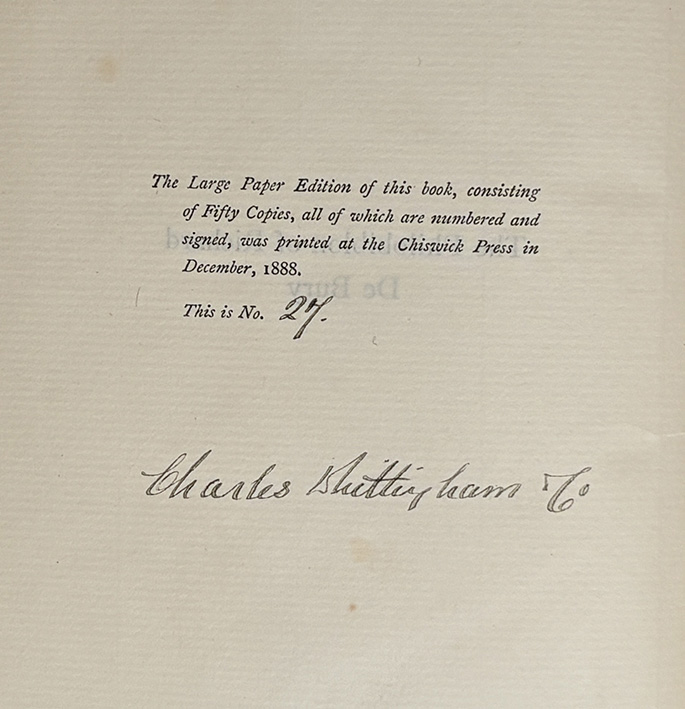 The Large Paper Edition of this book, consisting
of Fifty Copies, all of which are numbered and
signed, was printed at the Chiswick Press in
December, 1888.
This is No. 27.
Charles Whittingham & Co